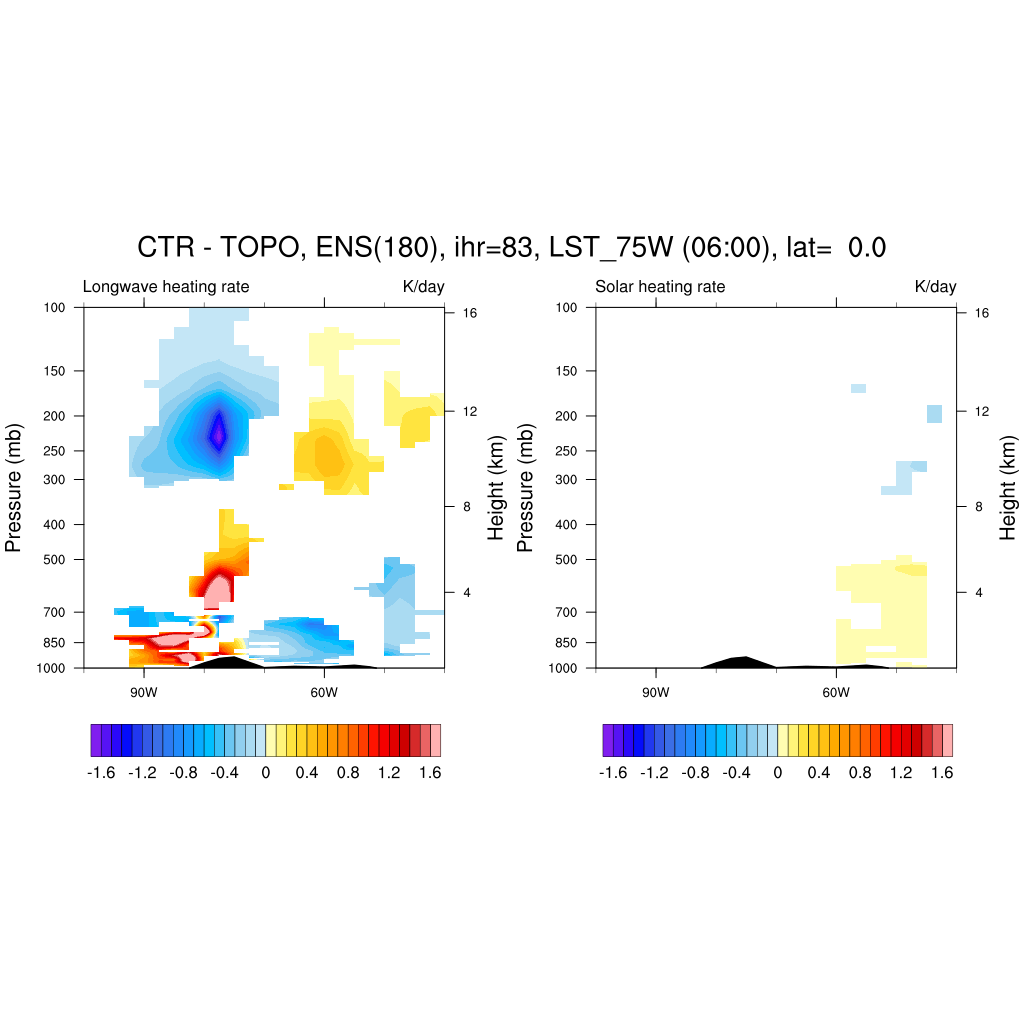 CTR - TOPO, ENS(180), ihr=83, LST_75W (06:00), lat=  0.0
Longwave heating rate K/day
100
150
200
250
300
400
500
700
850
1000
Pressure (mb)
16
12
8
4
Height (km)
90W 60W
-1.6 -1.2 -0.8 -0.4 0 0.4 0.8 1.2 1.6
Solar heating rate K/day
100
150
200
250
300
400
500
700
850
1000
Pressure (mb)
16
12
8
4
Height (km)
90W 60W
-1.6 -1.2 -0.8 -0.4 0 0.4 0.8 1.2 1.6